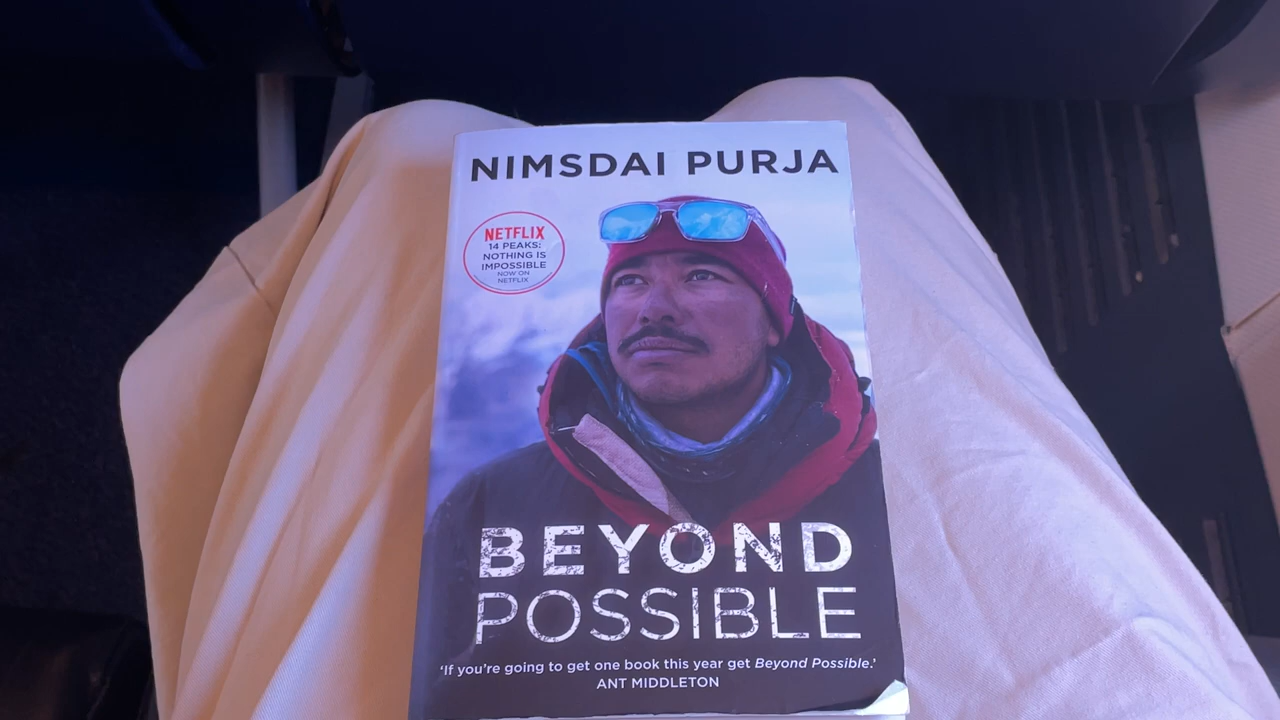 NIMSDAI PURJA
NETFLIX
14 PEAKS:
NOTHING IS
IMPOSSIBLE
NOW ON
NETFLIX
BEYOND
POSSIBLE
‘If you’re going to get one book this year get Beyond Possible.’
ANT MIDDLETON